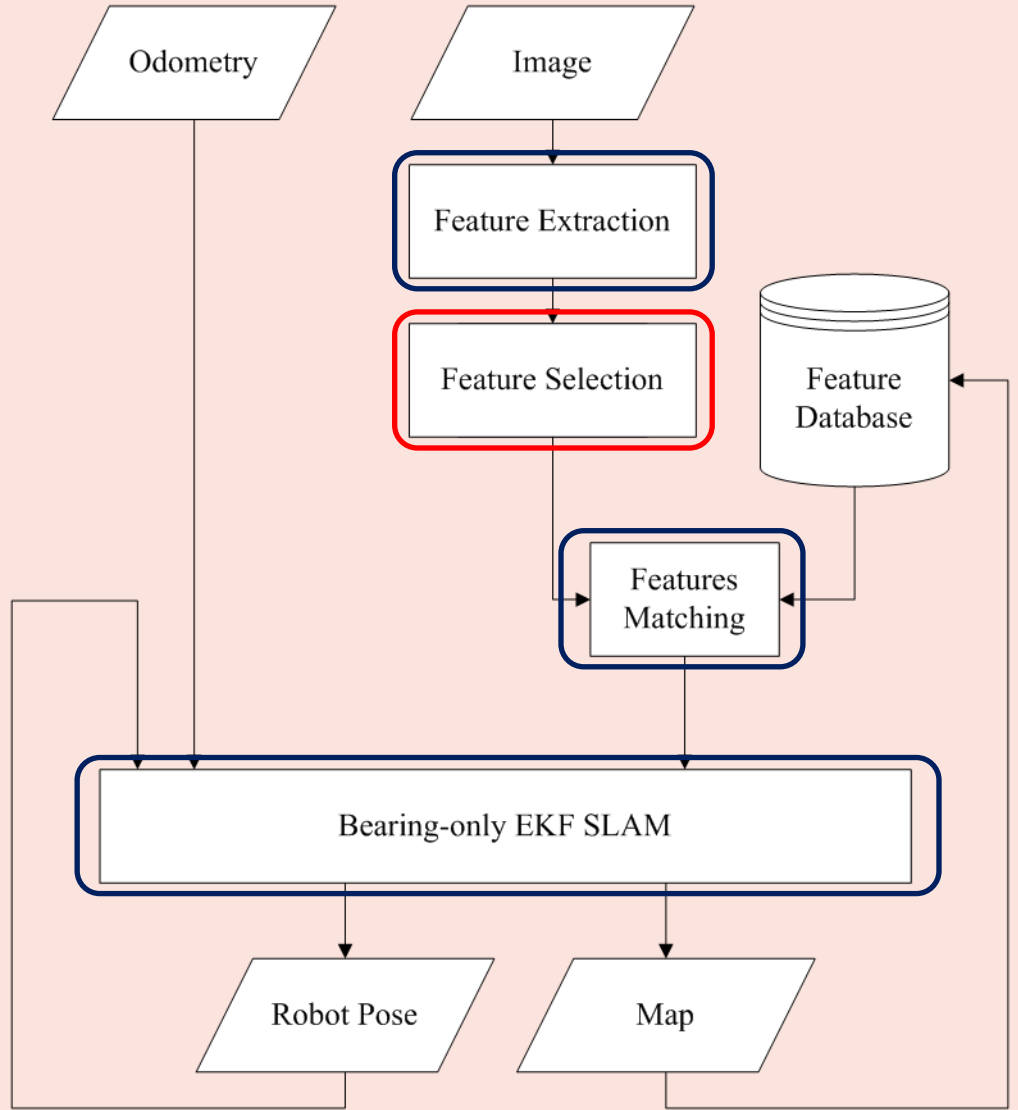 Odometry
Image
Feature Extraction
Feature Selection
Feature
Database
Features
Matching
Bearing-only EKF SLAM
Robot Pose
Map